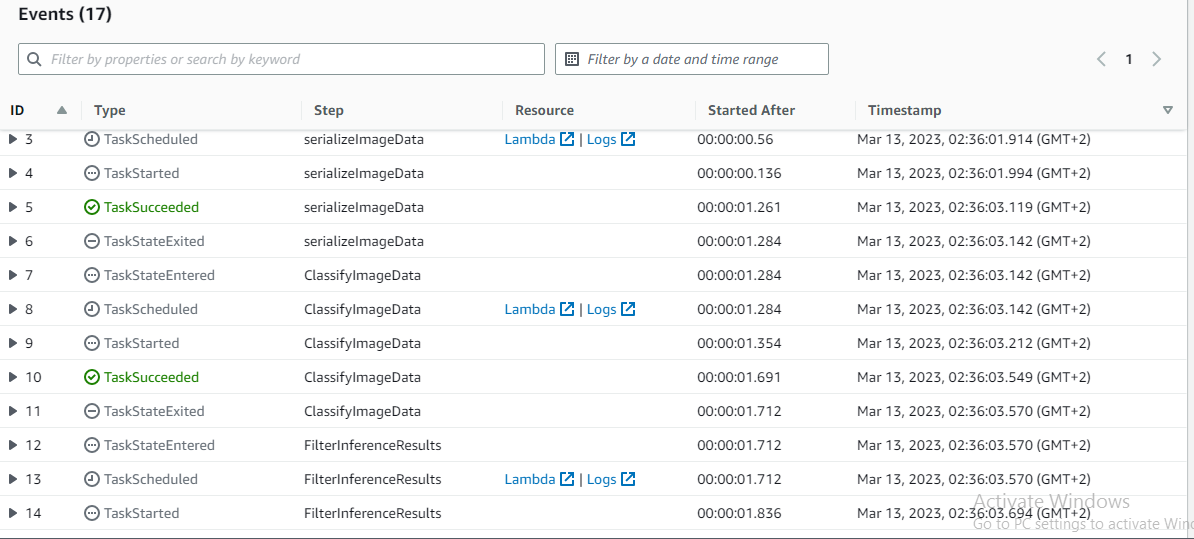 Events (17)
Filter by properties or search by keyword Filter by a date and time range 1
ID Type Step Resource Started After Timestamp
3 TaskScheduled serializeImageData Lambda | Logs 00:00:00.56 Mar 13, 2023, 02:36:01.914 (GMT+2)
4 TaskStarted serializeImageData 00:00:00.136 Mar 13, 2023, 02:36:01.994 (GMT+2)
5 TaskSucceeded serializeImageData 00:00:01.261 Mar 13, 2023, 02:36:03.119 (GMT+2)
6 TaskStateExited serializeImageData 00:00:01.284 Mar 13, 2023, 02:36:03.142 (GMT+2)
7 TaskStateEntered ClassifyImageData 00:00:01.284 Mar 13, 2023, 02:36:03.142 (GMT+2)
8 TaskScheduled ClassifyImageData Lambda | Logs 00:00:01.284 Mar 13, 2023, 02:36:03.142 (GMT+2)
9 TaskStarted ClassifyImageData 00:00:01.354 Mar 13, 2023, 02:36:03.212 (GMT+2)
10 TaskSucceeded ClassifyImageData 00:00:01.691 Mar 13, 2023, 02:36:03.549 (GMT+2)
11 TaskStateExited ClassifyImageData 00:00:01.712 Mar 13, 2023, 02:36:03.570 (GMT+2)
12 TaskStateEntered FilterInferenceResults 00:00:01.712 Mar 13, 2023, 02:36:03.570 (GMT+2)
13 TaskScheduled FilterInferenceResults Lambda | Logs 00:00:01.712 Mar 13, 2023, 02:36:03.570 (GMT+2)
14 TaskStarted FilterInferenceResults 00:00:01.836 Mar 13, 2023, 02:36:03.694 (GMT+2)
Activate Windows
Go to PC settings to activate Win